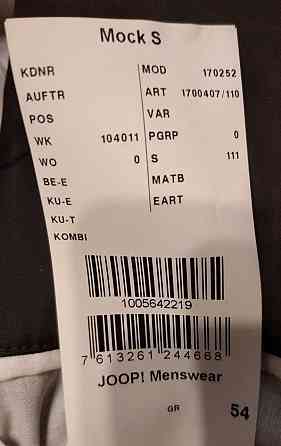 Mock S
KDNR MOD 170252
AUFTR ART 1700407/110
POS VAR
WK 104011 PGRP 0
WO 0 S 111
BE-E MATB
KU-E EART
KU-T
KOMBI
1005642219
7 613261 244668
JOOP! Menswear
GR 54